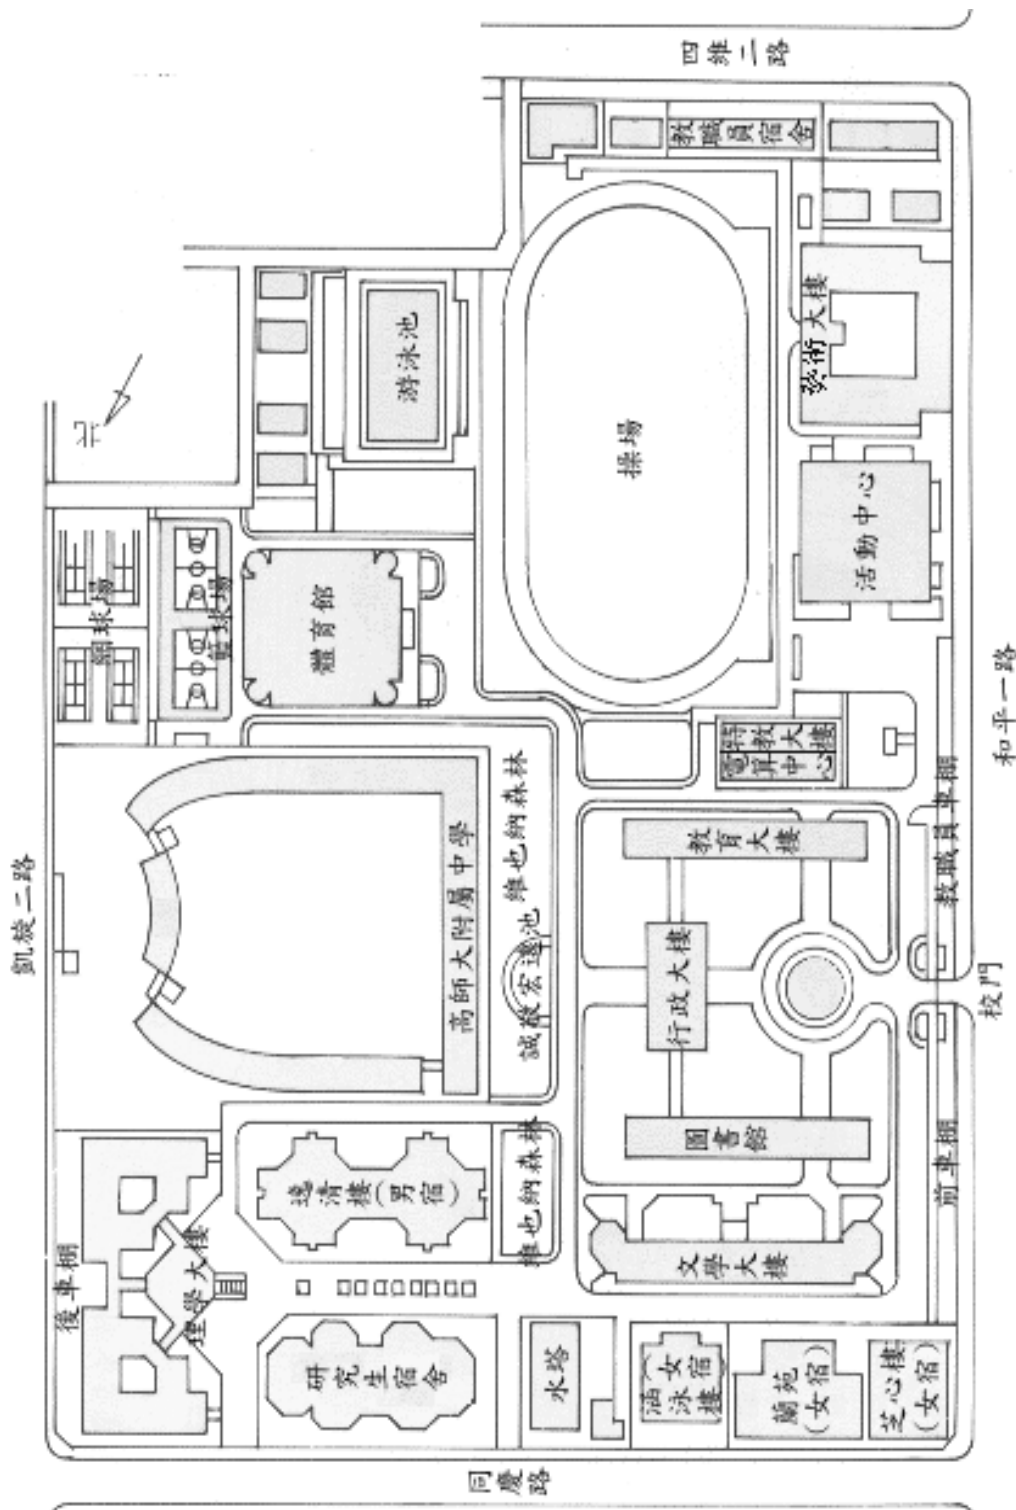 四維二路
教職員宿舍
藝術大樓
游泳池
北
操場
活動中心
網球場
籃球場
體育館
和平一路
特教大樓
電算中心
維也納森林
教職員車棚
教育大樓
凱旋二路
高師大附屬中學
誠敬宏遠池
行政大樓
校門
圖書館
前車棚
維也納森林
逸清樓(男宿)
文學大樓
後車棚
理學大樓
研究生宿舍
水塔
涵泳樓
(女宿)
蘭苑
(女宿)
芝心樓
(女宿)
同慶路